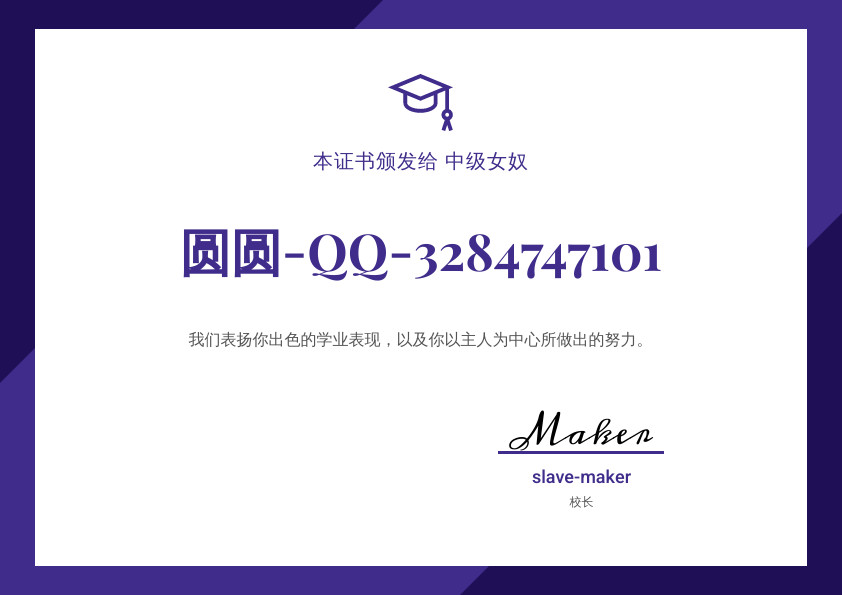 本证书颁发给 中级女奴
圆圆-QQ-3284747101
我们表扬你出色的学业表现，以及你以主人为中心所做出的努力。
Maker
slave-maker
校长